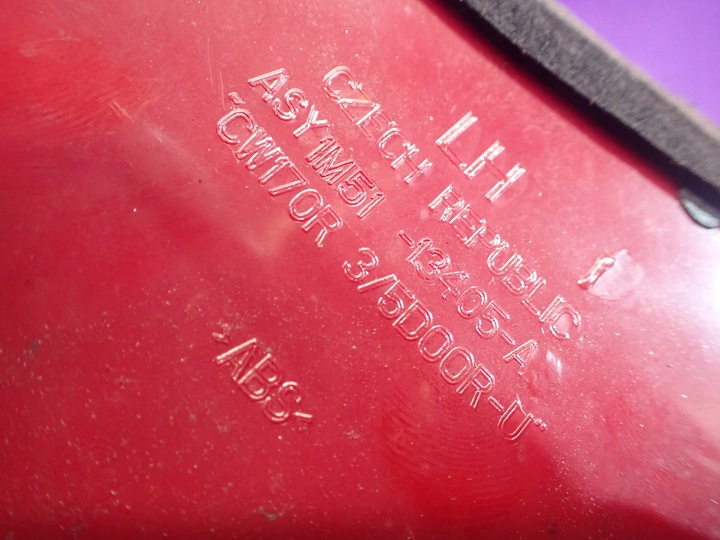 LH
CZECH REPUBLIC
ASY 1M51 -13405-A
"CW170R 3/5DOOR-U"
>ABS<